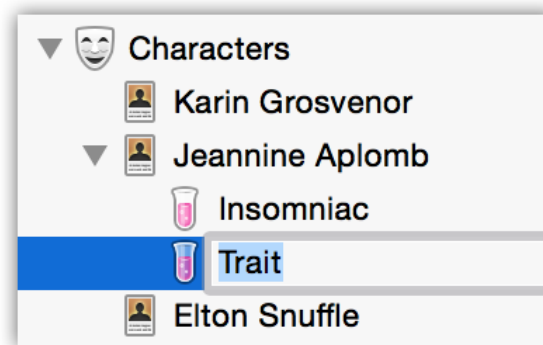 Characters
Karin Grosvenor
Jeannine Aplomb
Insomniac
Trait
Elton Snuffle